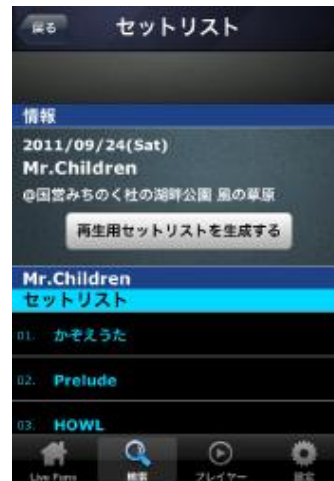 戻る
セットリスト
情報
2011/09/24(Sat)
Mr.Children
@国営みちのく杜の湖畔公園 風の草原
再生用セットリストを生成する
Mr.Children
セットリスト
01. かぞえうた
02. Prelude
03. HOWL
Live Fans 検索 プレイヤー 設定